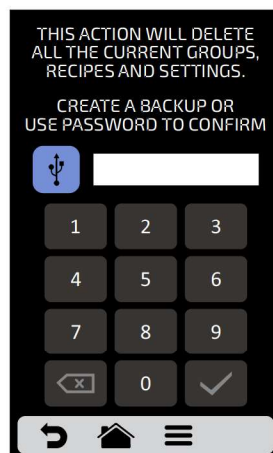 THIS ACTION WILL DELETE
ALL THE CURRENT GROUPS,
RECIPES AND SETTINGS.
CREATE A BACKUP OR
USE PASSWORD TO CONFIRM
1 2 3
4 5 6
7 8 9
0